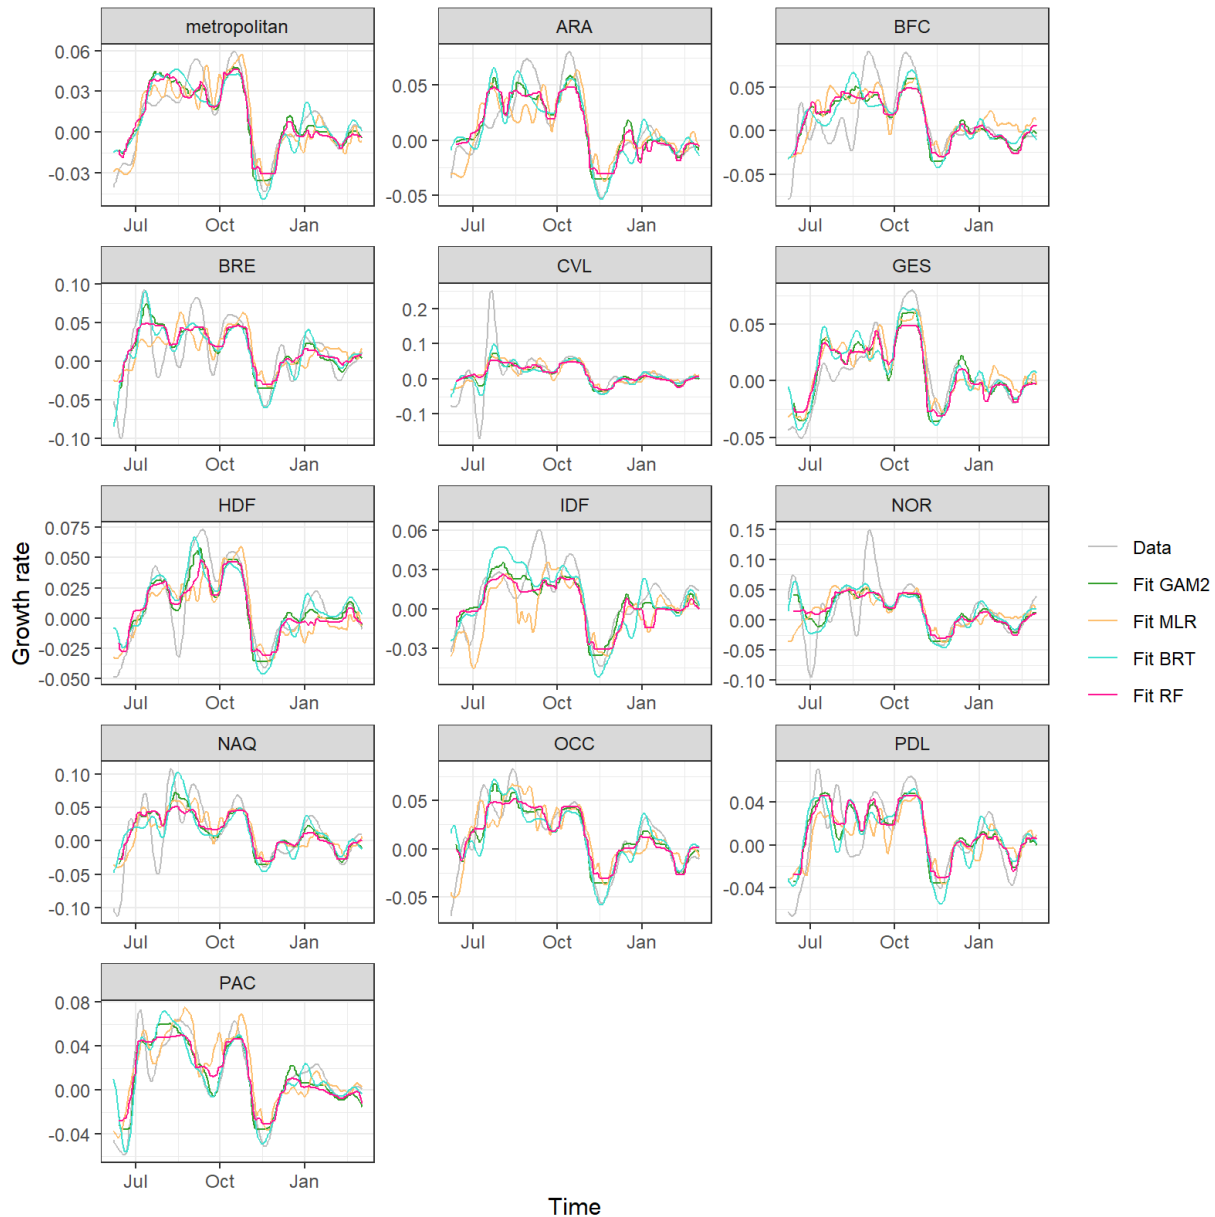 metropolitan
ARA
BFC
0.06
0.03
0.00
-0.03
0.05
0.00
-0.05
0.05
0.00
-0.05
Jul Oct Jan
Jul Oct Jan
Jul Oct Jan
BRE
CVL
GES
0.10
0.05
0.00
-0.05
-0.10
0.2
0.1
0.0
-0.1
0.05
0.00
-0.05
Jul Oct Jan
Jul Oct Jan
Jul Oct Jan
HDF
IDF
NOR
0.075
0.050
0.025
0.000
-0.025
-0.050
0.06
0.03
0.00
-0.03
0.15
0.10
0.05
0.00
-0.05
-0.10
Jul Oct Jan
Jul Oct Jan
Jul Oct Jan
NAQ
OCC
PDL
0.10
0.05
0.00
-0.05
-0.10
0.05
0.00
-0.05
0.04
0.00
-0.04
Jul Oct Jan
Jul Oct Jan
Jul Oct Jan
PAC
0.08
0.04
0.00
-0.04
Jul Oct Jan
Growth rate
Time
Data
Fit GAM2
Fit MLR
Fit BRT
Fit RF